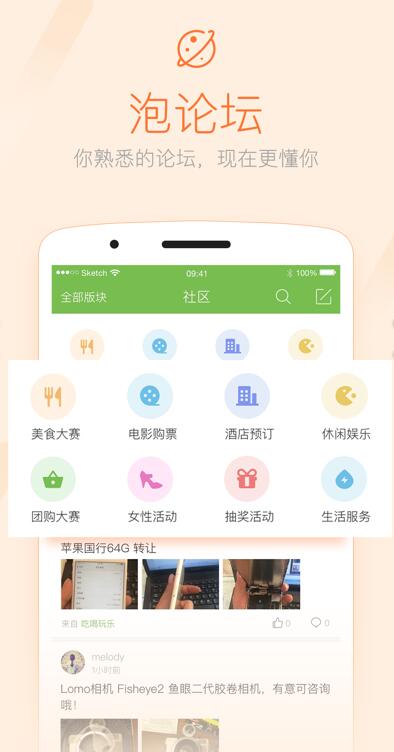 泡论坛
你熟悉的论坛，现在更懂你
Sketch 09:41 100%
全部版块 社区
美食大赛 电影购票 酒店预订 休闲娱乐
团购大赛 女性活动 抽奖活动 生活服务
苹果国行64G 转让
来自 吃喝玩乐 0 0
melody
1小时前
Lomo相机 Fisheye2 鱼眼二代胶卷相机，有意可咨询
哦！